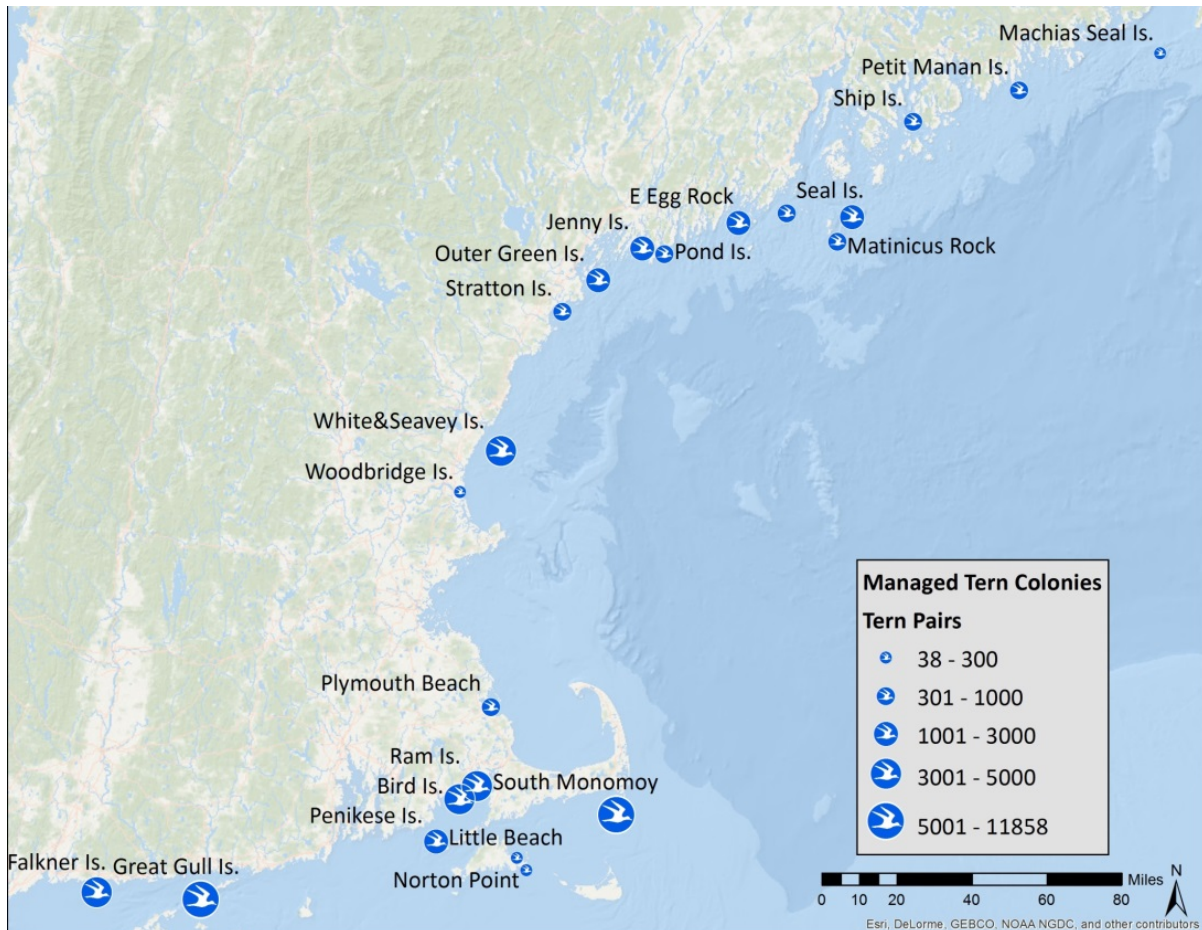 Machias Seal Is.
Petit Manan Is.
Ship Is.
E Egg Rock
Seal Is.
Jenny Is.
Outer Green Is.
Pond Is.
Matinicus Rock
Stratton Is.
White&Seavey Is.
Woodbridge Is.
Plymouth Beach
Ram Is.
Bird Is.
South Monomoy
Penikese Is.
Little Beach
Falkner Is.
Great Gull Is.
Norton Point
Managed Tern Colonies
Tern Pairs
38 - 300
301 - 1000
1001 - 3000
3001 - 5000
5001 - 11858
N
Miles
0 10 20 40 60 80
Esri, DeLorme, GEBCO, NOAA NGDC, and other contributors